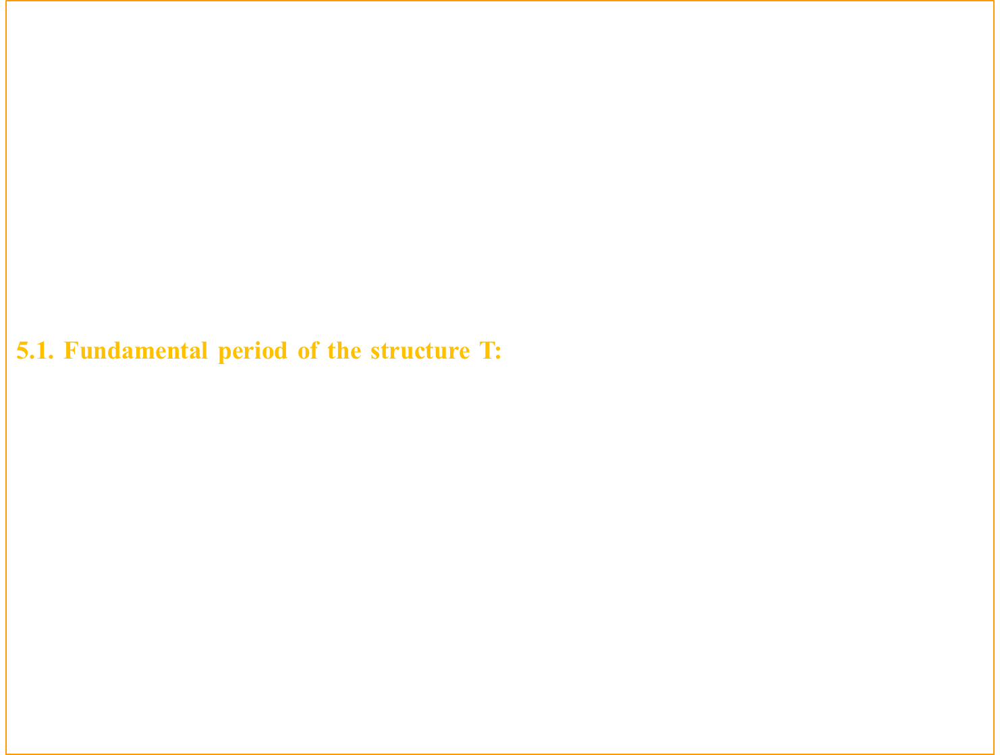 5.1. Fundamental period of the structure T: